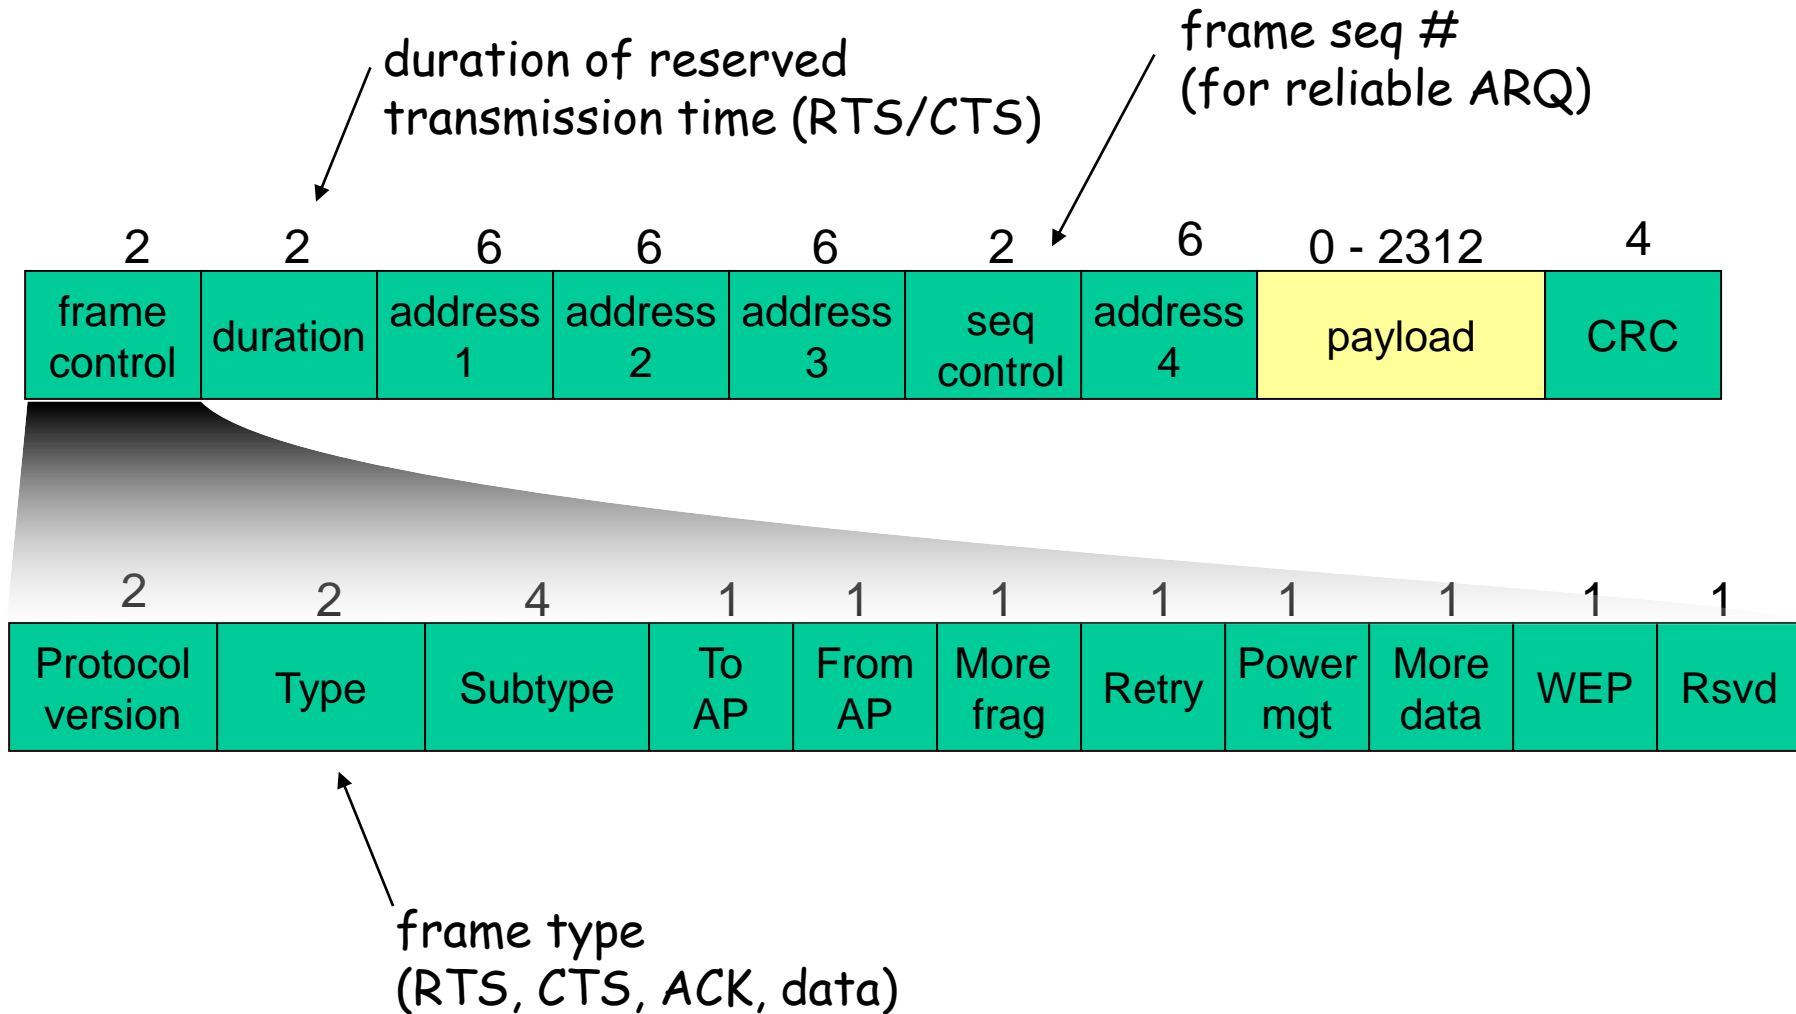 duration of reserved
transmission time (RTS/CTS)
frame seq #
(for reliable ARQ)
2 2 6 6 6 2 6 0 - 2312 4
frame
control
duration
address
1
address
2
address
3
seq
control
address
4
payload
CRC
2 2 4 1 1 1 1 1 1 1 1
Protocol
version
Type
Subtype
To
AP
From
AP
More
frag
Retry
Power
mgt
More
data
WEP
Rsvd
frame type
(RTS, CTS, ACK, data)